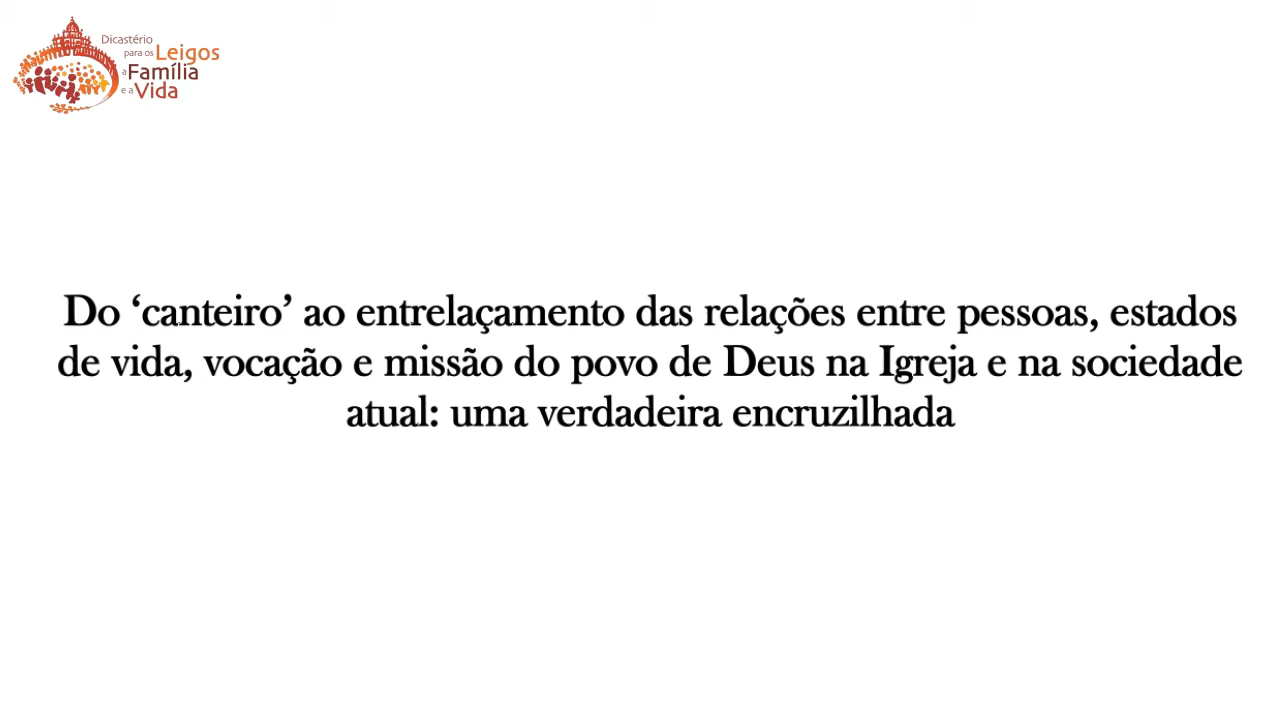 Dicastério
para os Leigos
a Família
e a Vida
Do ‘canteiro’ ao entrelaçamento das relações entre pessoas, estados
de vida, vocação e missão do povo de Deus na Igreja e na sociedade
atual: uma verdadeira encruzilhada